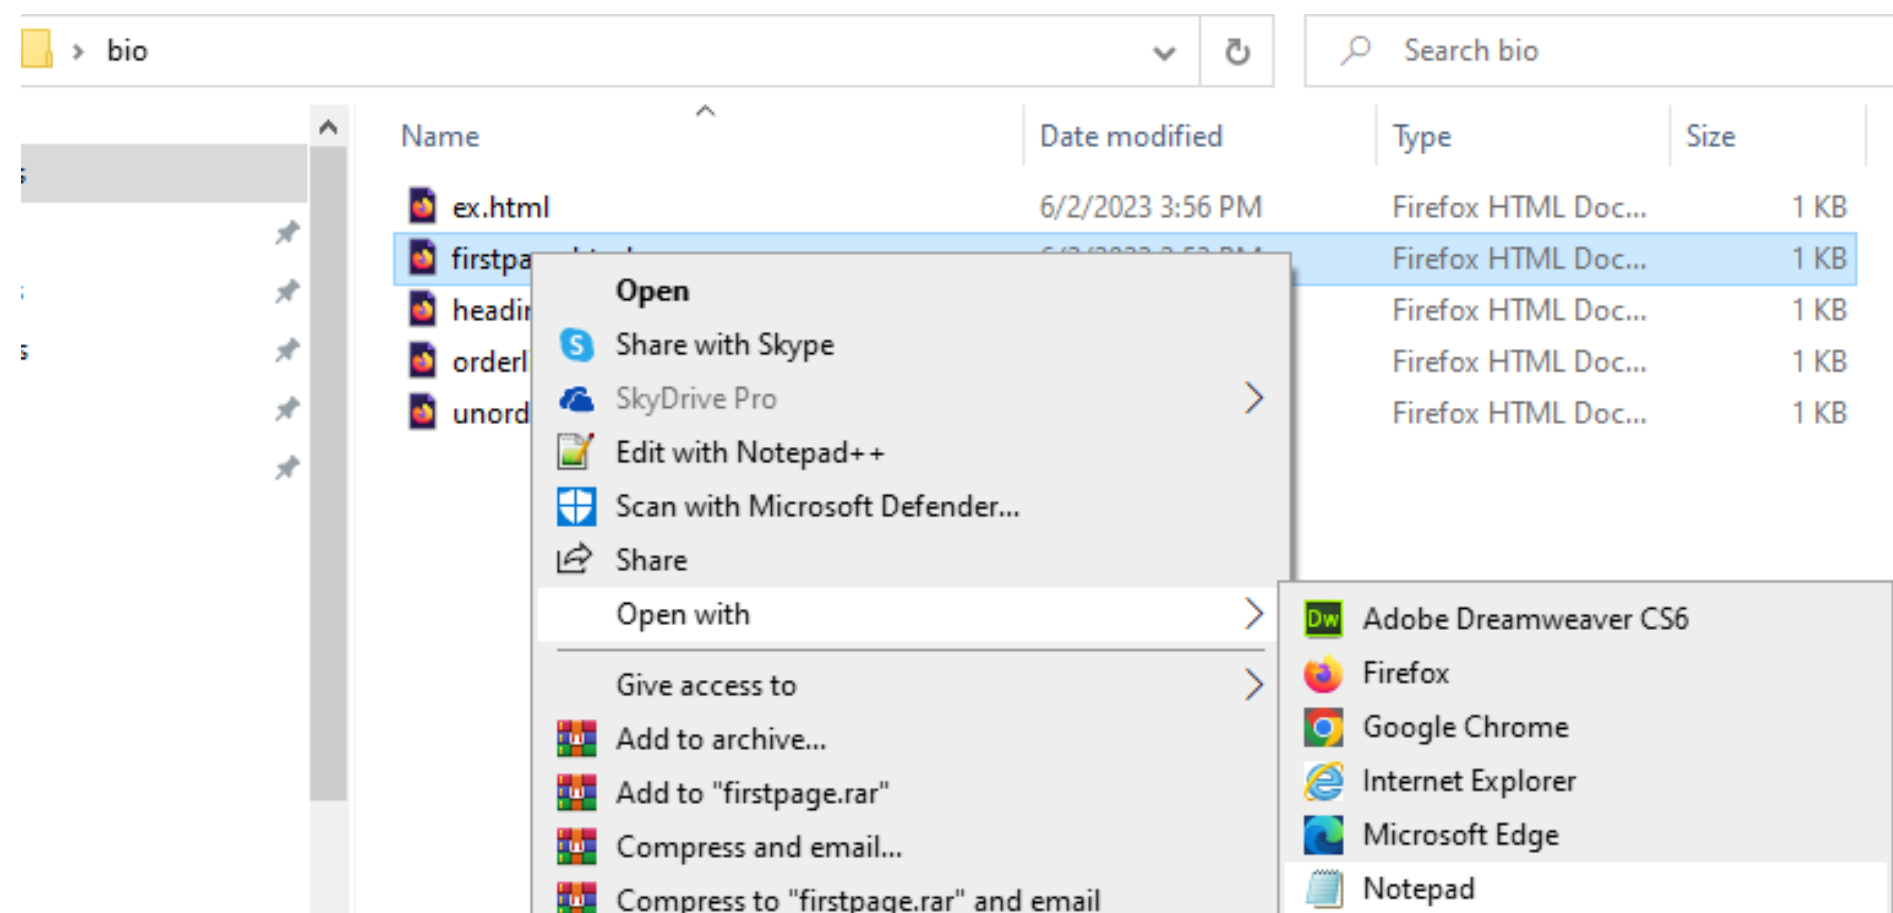 bio
Search bio
Name Date modified Type Size
ex.html 6/2/2023 3:56 PM Firefox HTML Doc... 1 KB
Firefox HTML Doc... 1 KB
Firefox HTML Doc... 1 KB
Firefox HTML Doc... 1 KB
Firefox HTML Doc... 1 KB
Open
Share with Skype
SkyDrive Pro
Edit with Notepad++
Scan with Microsoft Defender...
Share
Open with
Give access to
Add to archive...
Add to "firstpage.rar"
Compress and email...
Compress to "firstpage.rar" and email
Adobe Dreamweaver CS6
Firefox
Google Chrome
Internet Explorer
Microsoft Edge
Notepad